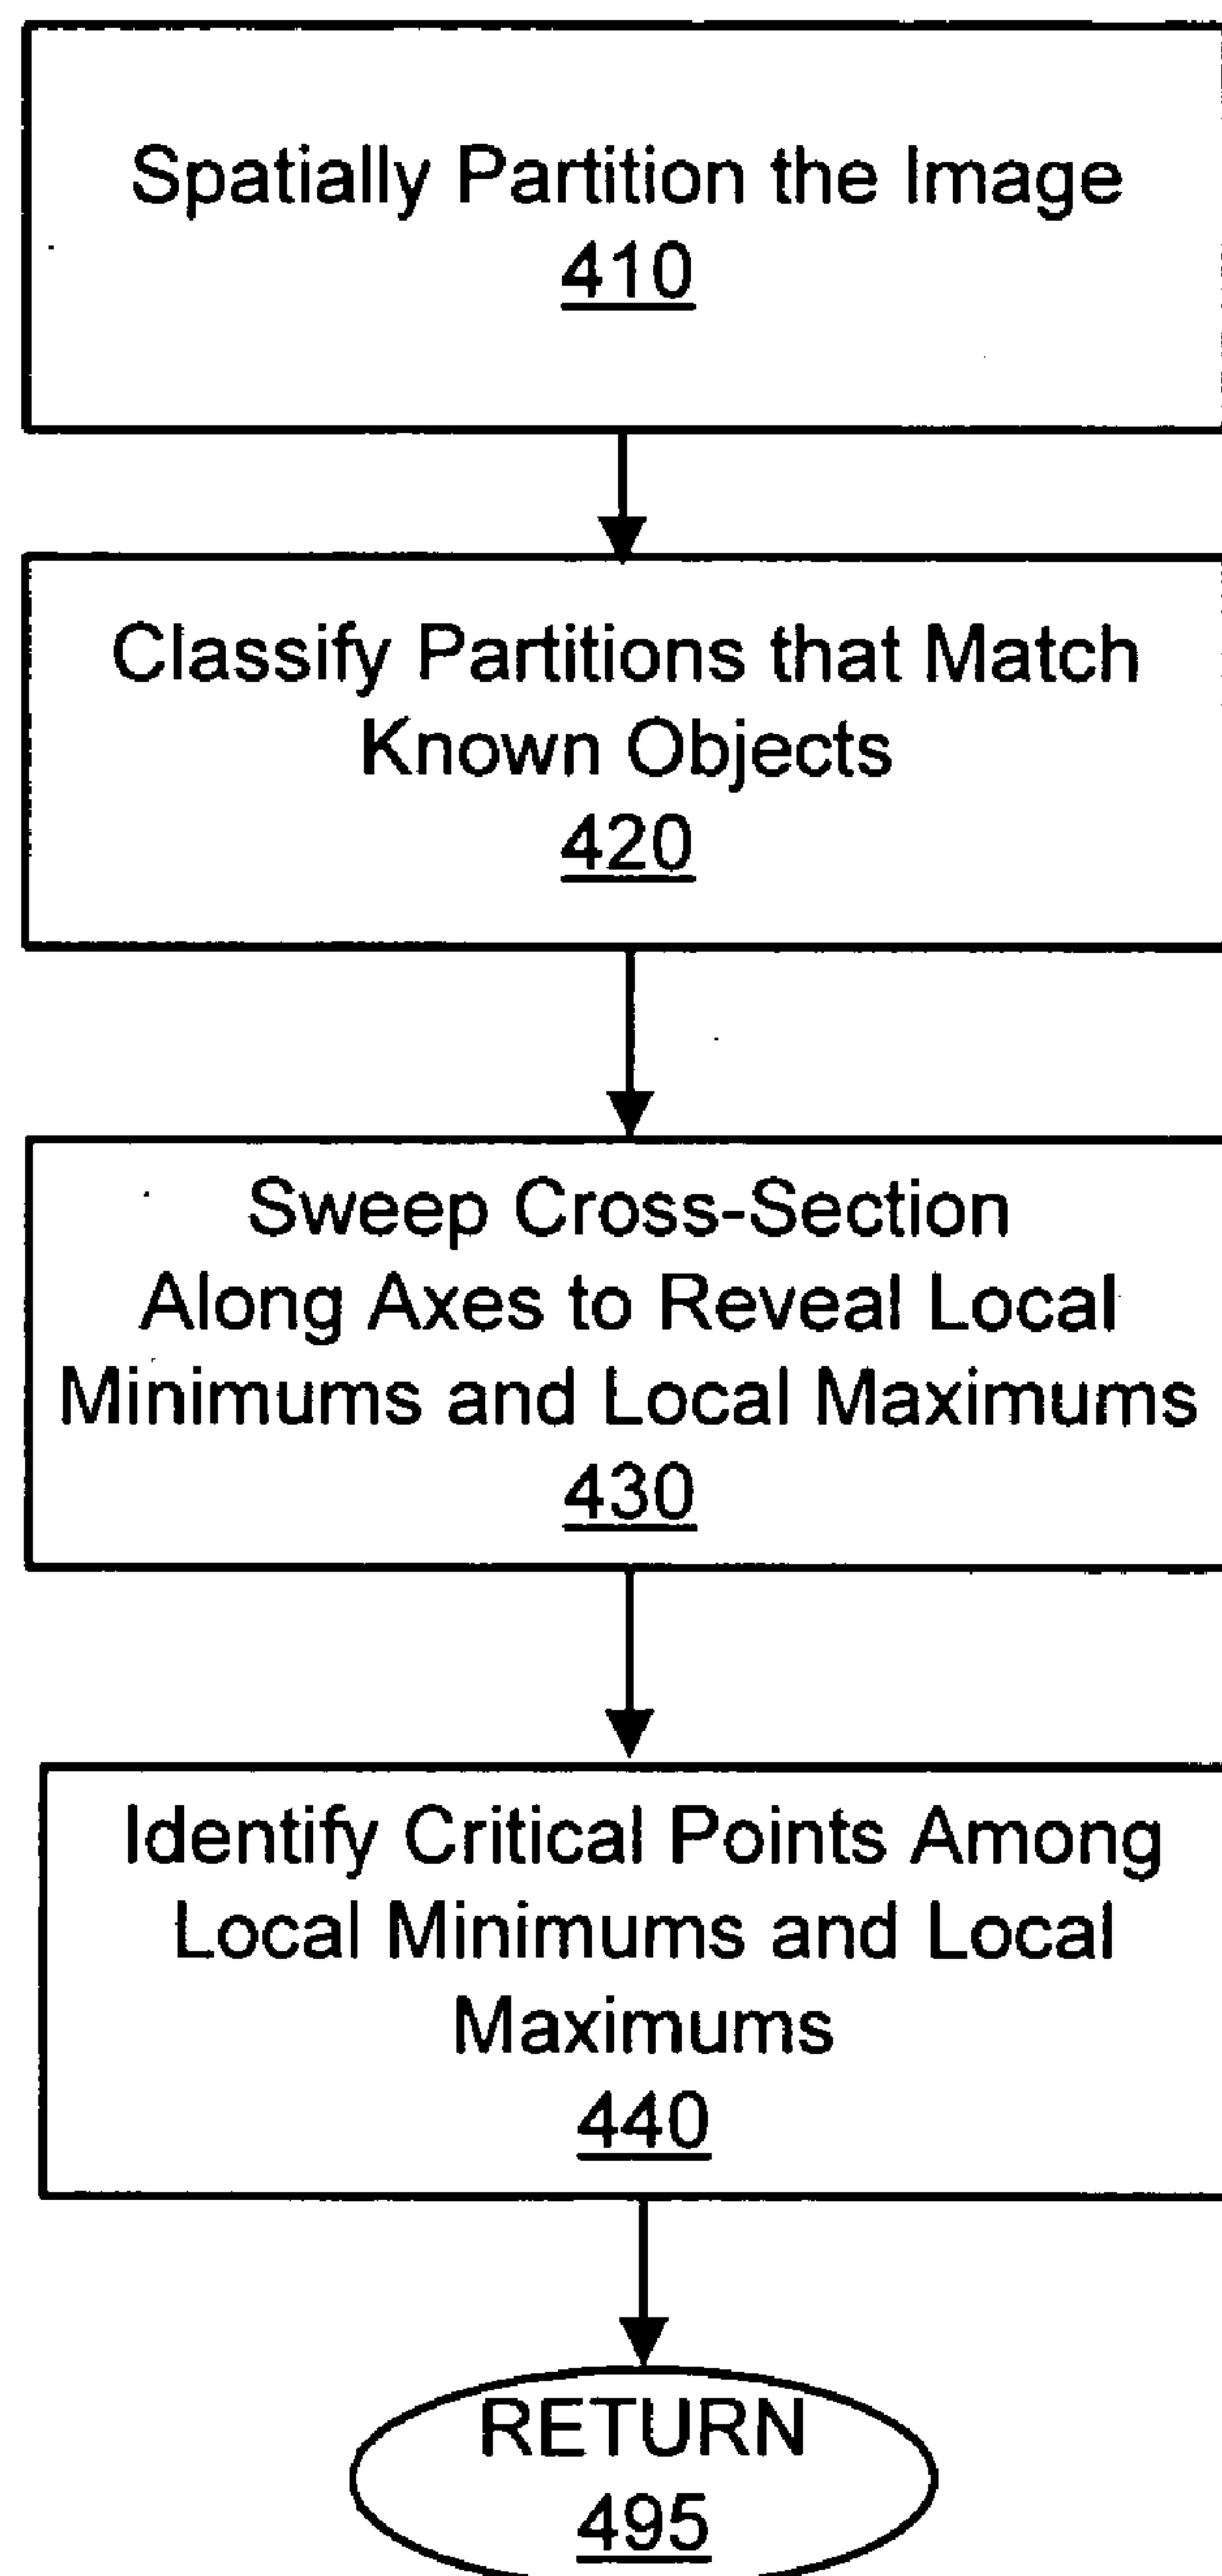 Spatially Partition the Image
410
Classify Partitions that Match
Known Objects
420
Sweep Cross-Section
Along Axes to Reveal Local
Minimums and Local Maximums
430
Identify Critical Points Among
Local Minimums and Local
Maximums
440
RETURN
495